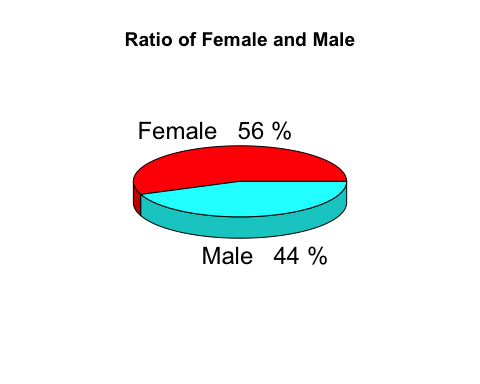 Ratio of Female and Male
Female 56 %
Male 44 %